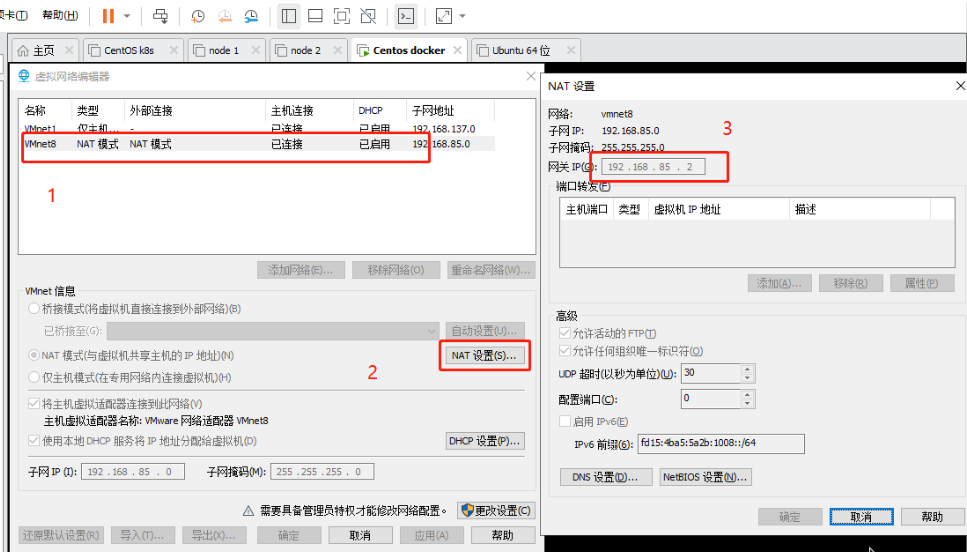 项卡(T) 帮助(H)
主页 CentOS k8s node 1 node 2 Centos docker Ubuntu 64 位
虚拟网络编辑器
名称 类型 外部连接 主机连接 DHCP 子网地址
VMnet1 仅主机... - 已连接 已启用 192.168.137.0
VMnet8 NAT 模式 NAT 模式 已连接 已启用 192.168.85.0
1
添加网络(E)... 移除网络(O) 重命名网络(W)...
VMnet 信息
桥接模式(将虚拟机直接连接到外部网络)(B)
已桥接至(G): 自动设置(U)...
NAT 模式(与虚拟机共享主机的 IP 地址)(N) NAT 设置(S)...
仅主机模式(在专用网络内连接虚拟机)(H)
2
将主机虚拟适配器连接到此网络(V)
主机虚拟适配器名称: VMware 网络适配器 VMnet8
使用本地 DHCP 服务将 IP 地址分配给虚拟机(D) DHCP 设置(P)...
子网 IP (I): 192 . 168 . 85 . 0 子网掩码(M): 255 . 255 . 255 . 0
需要具备管理员特权才能修改网络配置。 更改设置(C)
还原默认设置(R) 导入(T)... 导出(X)... 确定 取消 应用(A) 帮助
NAT 设置
网络: vmnet8
子网 IP: 192.168.85.0
3
子网掩码: 255.255.255.0
网关 IP(G): 192 . 168 . 85 . 2
端口转发(F)
主机端口 类型 虚拟机 IP 地址 描述
添加(A)... 移除(R) 属性(P)
高级
允许活动的 FTP(T)
允许任何组织唯一标识符(O)
UDP 超时(以秒为单位)(U): 30
配置端口(C): 0
启用 IPv6(E)
IPv6 前缀(6): fd15:4ba5:5a2b:1008::/64
DNS 设置(D)... NetBIOS 设置(N)...
确定 取消 帮助